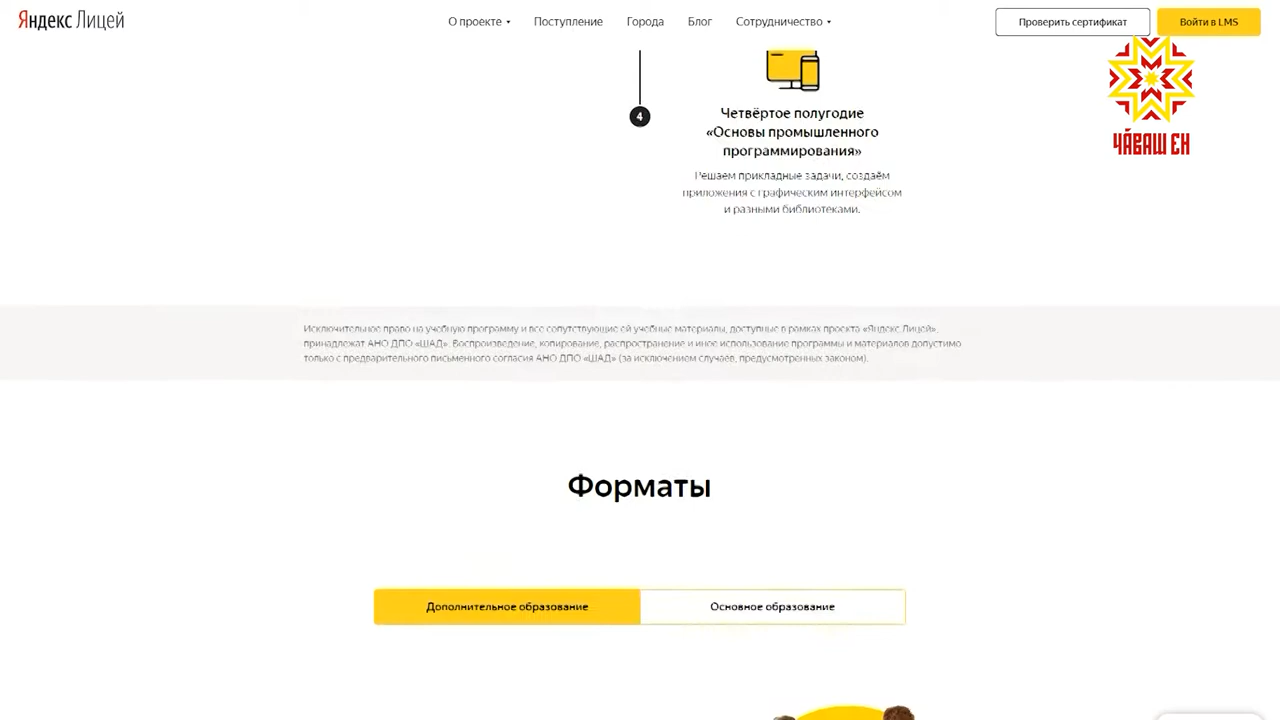 Яндекс Лицей
О проекте
Поступление
Города
Блог
Сотрудничество
Проверить сертификат
Войти в LMS
ЧӐВАШ ЕН
4
Четвёртое полугодие
«Основы промышленного
программирования»
Решаем прикладные задачи, создаём
приложения с графическим интерфейсом
и разными библиотеками.
Исключительное право на учебную программу и все сопутствующие ей учебные материалы, доступные в рамках проекта «Яндекс.Лицей»,
принадлежат АНО ДПО «ШАД». Воспроизведение, копирование, распространение и иное использование программы и материалов допустимо
только с предварительного письменного согласия АНО ДПО «ШАД» (за исключением случаев, предусмотренных законом).
Форматы
Дополнительное образование
Основное образование